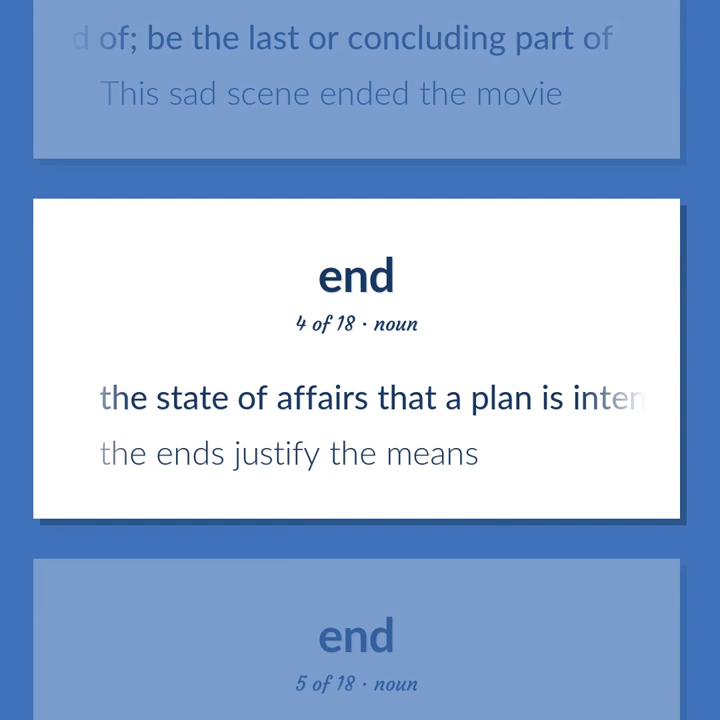 of; be the last or concluding part of
This sad scene ended the movie
end
4 of 18 · noun
the state of affairs that a plan is
the ends justify the means
end
5 of 18 · noun